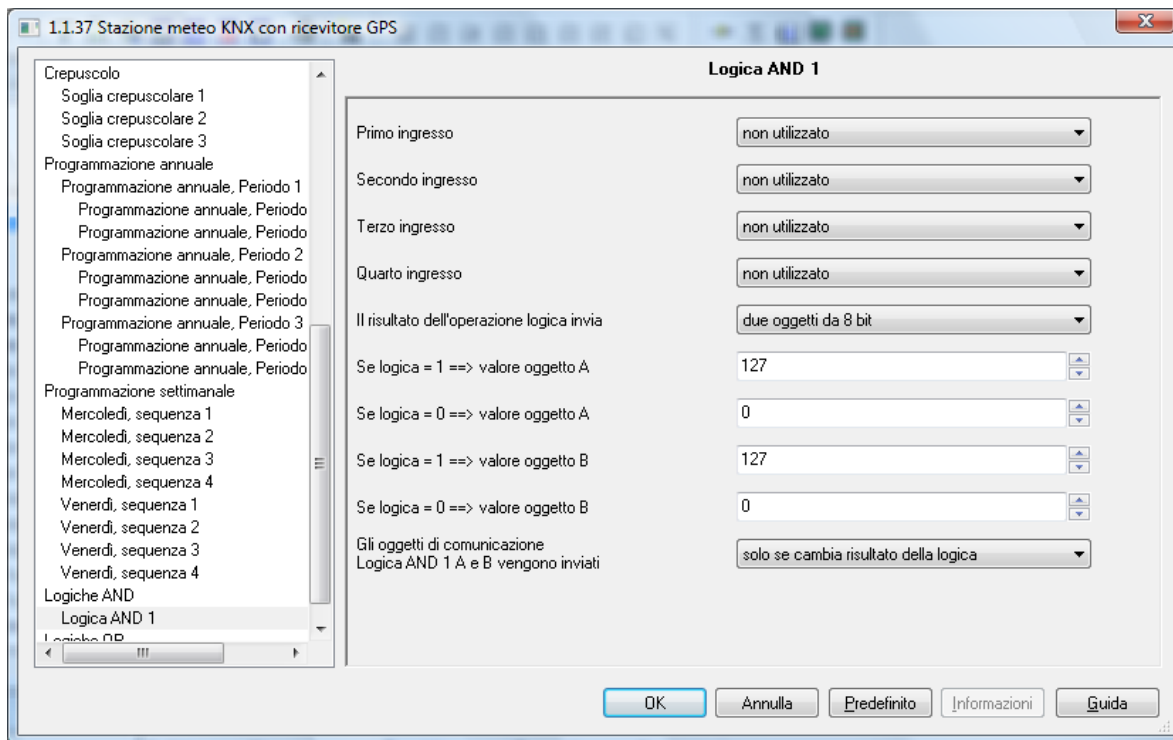 1.1.37 Stazione meteo KNX con ricevitore GPS
Crepuscolo
Soglia crepuscolare 1
Soglia crepuscolare 2
Soglia crepuscolare 3
Programmazione annuale
Programmazione annuale, Periodo 1
Programmazione annuale, Periodo
Programmazione annuale, Periodo
Programmazione annuale, Periodo 2
Programmazione annuale, Periodo
Programmazione annuale, Periodo
Programmazione annuale, Periodo 3
Programmazione annuale, Periodo
Programmazione annuale, Periodo
Programmazione settimanale
Mercoledì, sequenza 1
Mercoledì, sequenza 2
Mercoledì, sequenza 3
Mercoledì, sequenza 4
Venerdì, sequenza 1
Venerdì, sequenza 2
Venerdì, sequenza 3
Venerdì, sequenza 4
Logiche AND
Logica AND 1
Logiche OR
Logica AND 1
Primo ingresso non utilizzato
Secondo ingresso non utilizzato
Terzo ingresso non utilizzato
Quarto ingresso non utilizzato
Il risultato dell'operazione logica invia due oggetti da 8 bit
Se logica = 1 ==> valore oggetto A 127
Se logica = 0 ==> valore oggetto A 0
Se logica = 1 ==> valore oggetto B 127
Se logica = 0 ==> valore oggetto B 0
Gli oggetti di comunicazione
Logica AND 1 A e B vengono inviati solo se cambia risultato della logica
OK Annulla Predefinito Informazioni Guida